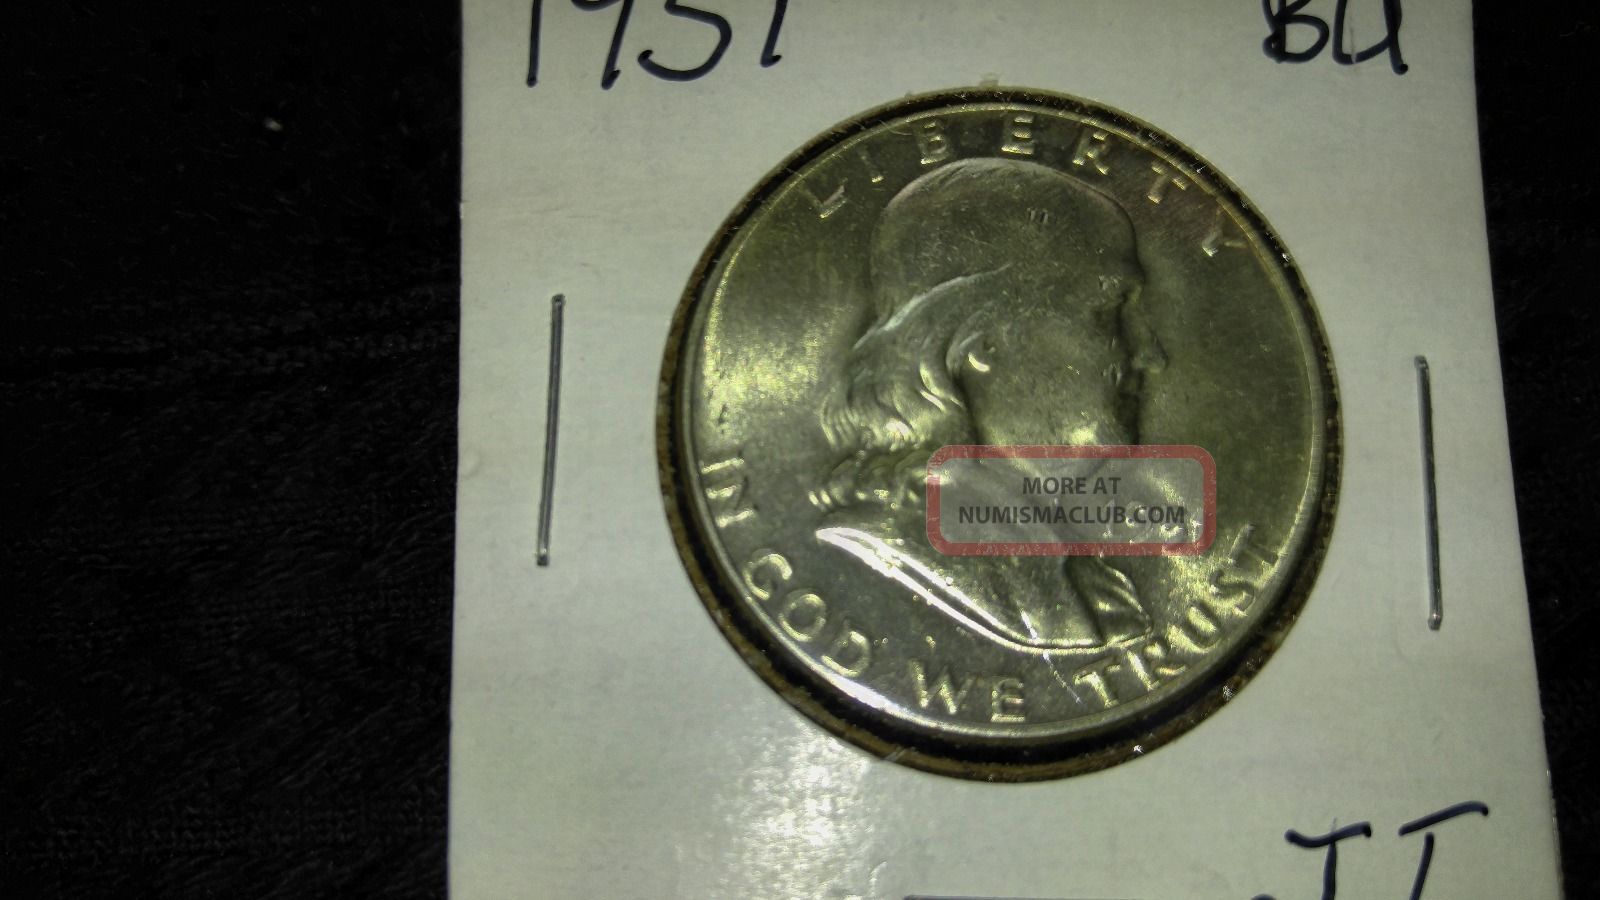 1951 BU
LIBERTY
MORE AT
NUMISMACLUB.COM
IN GOD WE TRUST